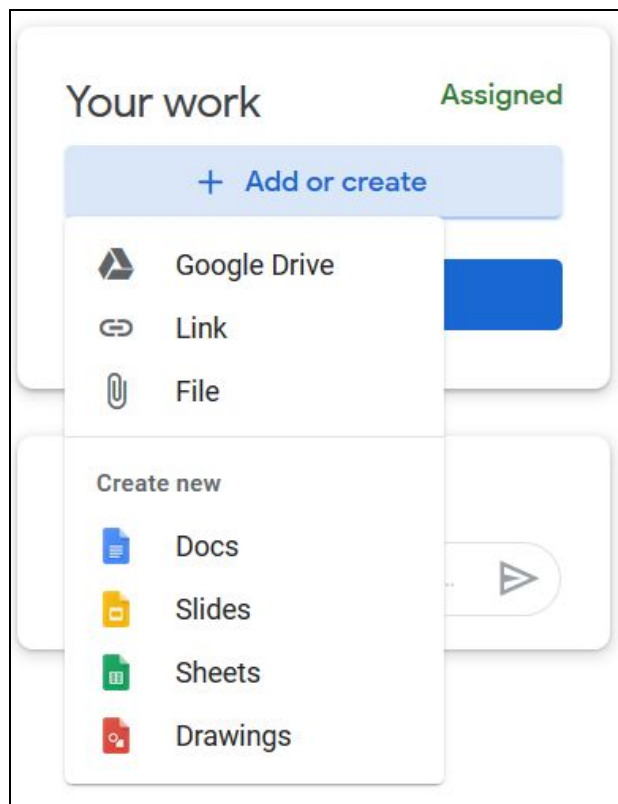 Your work
Assigned
+ Add or create
Google Drive
Link
File
Create new
Docs
Slides
Sheets
Drawings